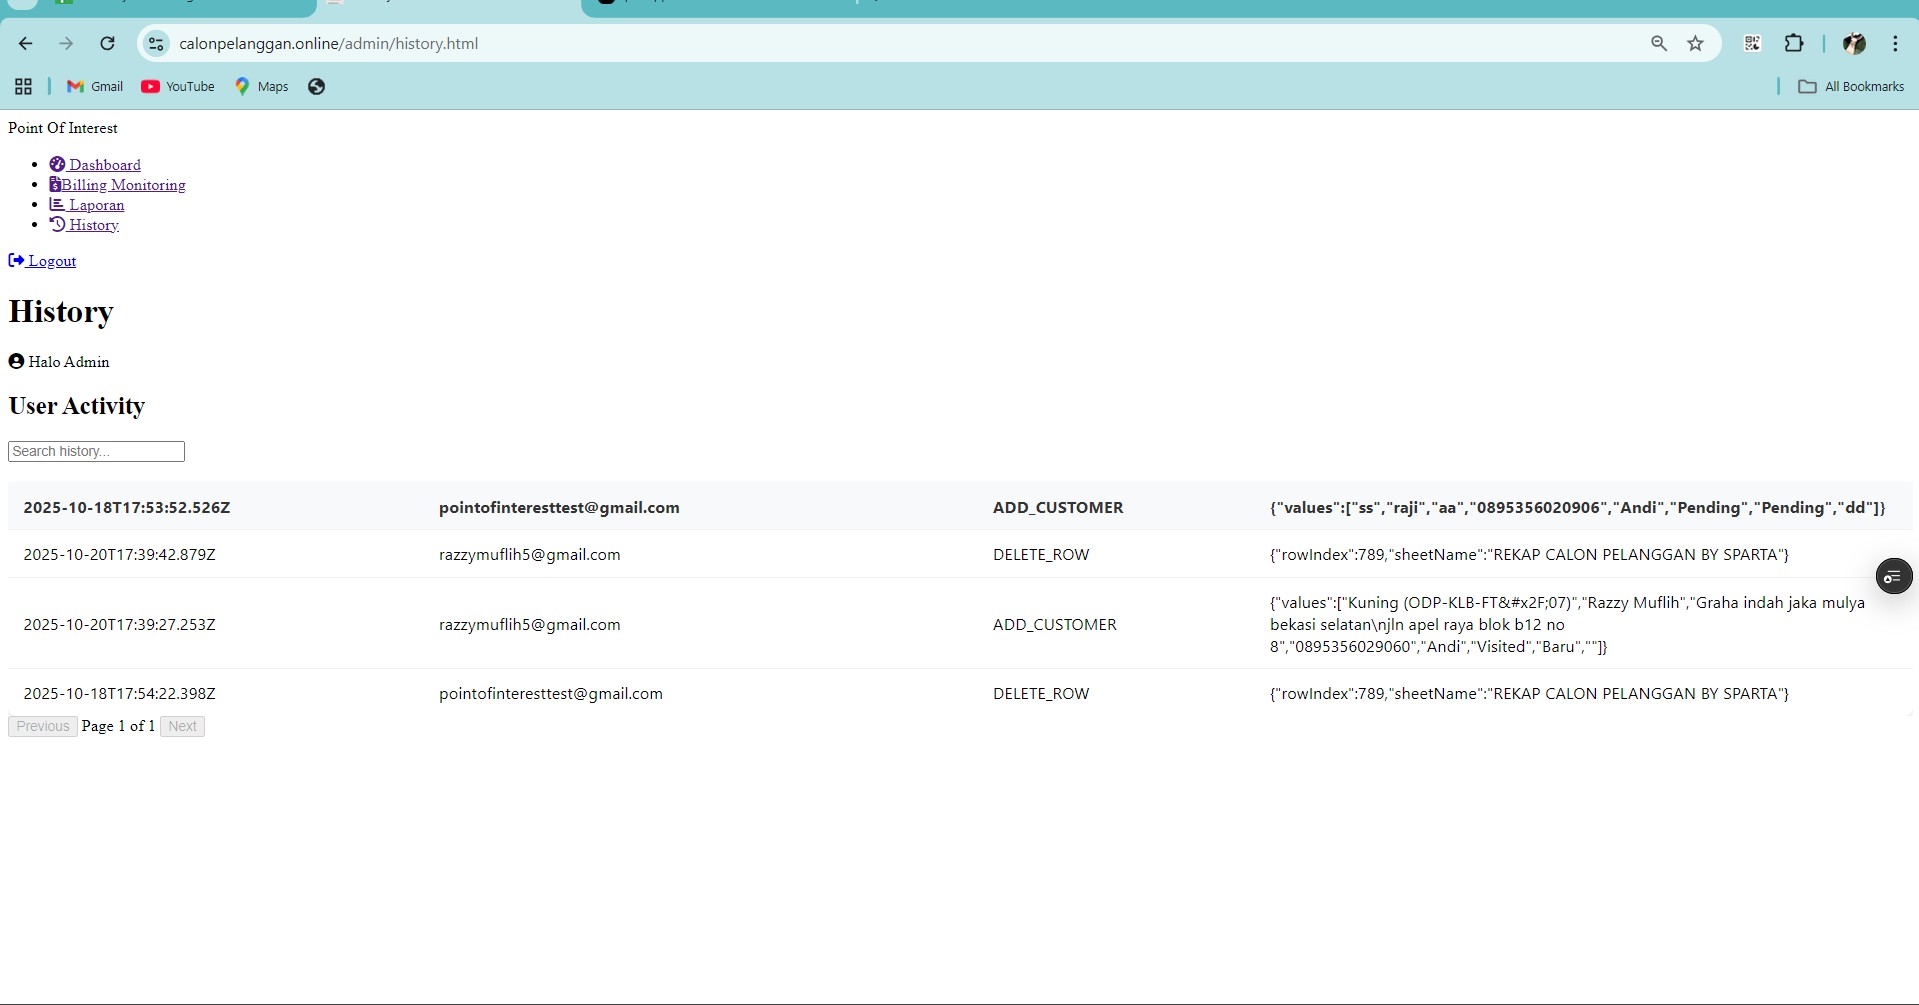 calonpelanggan.online/admin/history.html
Gmail
YouTube
Maps
All Bookmarks
Point Of Interest
Dashboard
Billing Monitoring
Laporan
History
Logout
History
Halo Admin
User Activity
Search history...
2025-10-18T17:53:52.526Z pointofinteresttest@gmail.com ADD_CUSTOMER {"values":["ss","raji","aa","0895356020906","Andi","Pending","Pending","dd"]}
2025-10-20T17:39:42.879Z razzymuflih5@gmail.com DELETE_ROW {"rowIndex":789,"sheetName":"REKAP CALON PELANGGAN BY SPARTA"}
{"values":["Kuning (ODP-KLB-FT&#x2F;07)","Razzy Muflih","Graha indah jaka mulya
2025-10-20T17:39:27.253Z razzymuflih5@gmail.com ADD_CUSTOMER bekasi selatan\njln apel raya blok b12 no
8","0895356029060","Andi","Visited","Baru",""]}
2025-10-18T17:54:22.398Z pointofinteresttest@gmail.com DELETE_ROW {"rowIndex":789,"sheetName":"REKAP CALON PELANGGAN BY SPARTA"}
Previous Page 1 of 1 Next